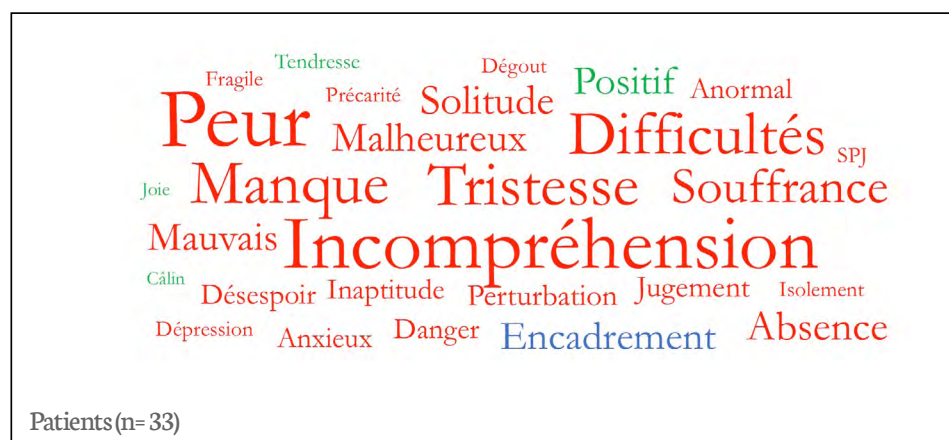 Tendresse Dégout
Fragile Précarité Solitude Positif Anormal
Peur Malheureux Difficultés SPJ
Joie Manque Tristesse Souffrance
Mauvais Incompréhension
Câlin Désespoir Inaptitude Perturbation Jugement Isolement
Dépression Anxieux Danger Encadrement Absence
Patients (n= 33)